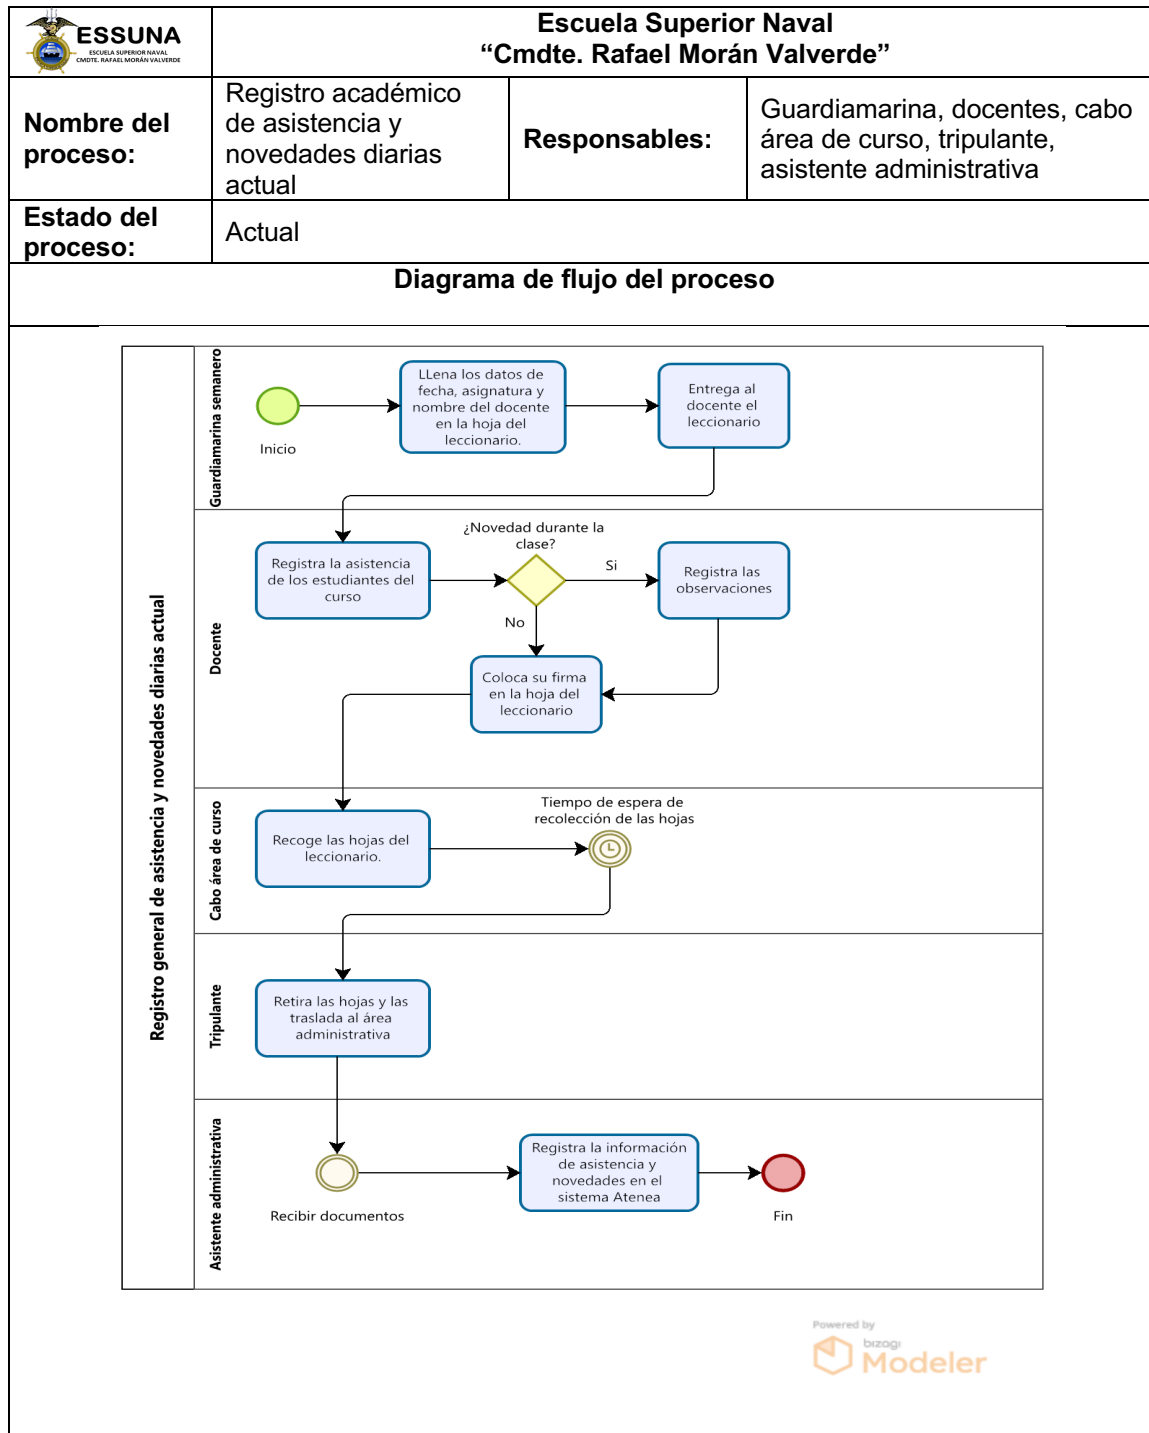 ESSUNA
ESCUELA SUPERIOR NAVAL
CMDTE. RAFAEL MORÁN VALVERDE
Escuela Superior Naval
“Cmdte. Rafael Morán Valverde”
Nombre del
proceso:
Registro académico
de asistencia y
novedades diarias
actual
Responsables:
Guardiamarina, docentes, cabo
área de curso, tripulante,
asistente administrativa
Estado del
proceso:
Actual
Diagrama de flujo del proceso
Registro general de asistencia y novedades diarias actual
Guardiamarina semanero
Inicio
LLena los datos de
fecha, asignatura y
nombre del docente
en la hoja del
leccionario.
Entrega al
docente el
leccionario
Docente
Registra la asistencia
de los estudiantes del
curso
¿Novedad durante la
clase?
Si
No
Registra las
observaciones
Coloca su firma
en la hoja del
leccionario
Cabo área de curso
Recoge las hojas del
leccionario.
Tiempo de espera de
recolección de las hojas
Tripulante
Retira las hojas y las
traslada al área
administrativa
Asistente administrativa
Recibir documentos
Registra la información
de asistencia y
novedades en el
sistema Atenea
Fin
Powered by
bizagi
Modeler